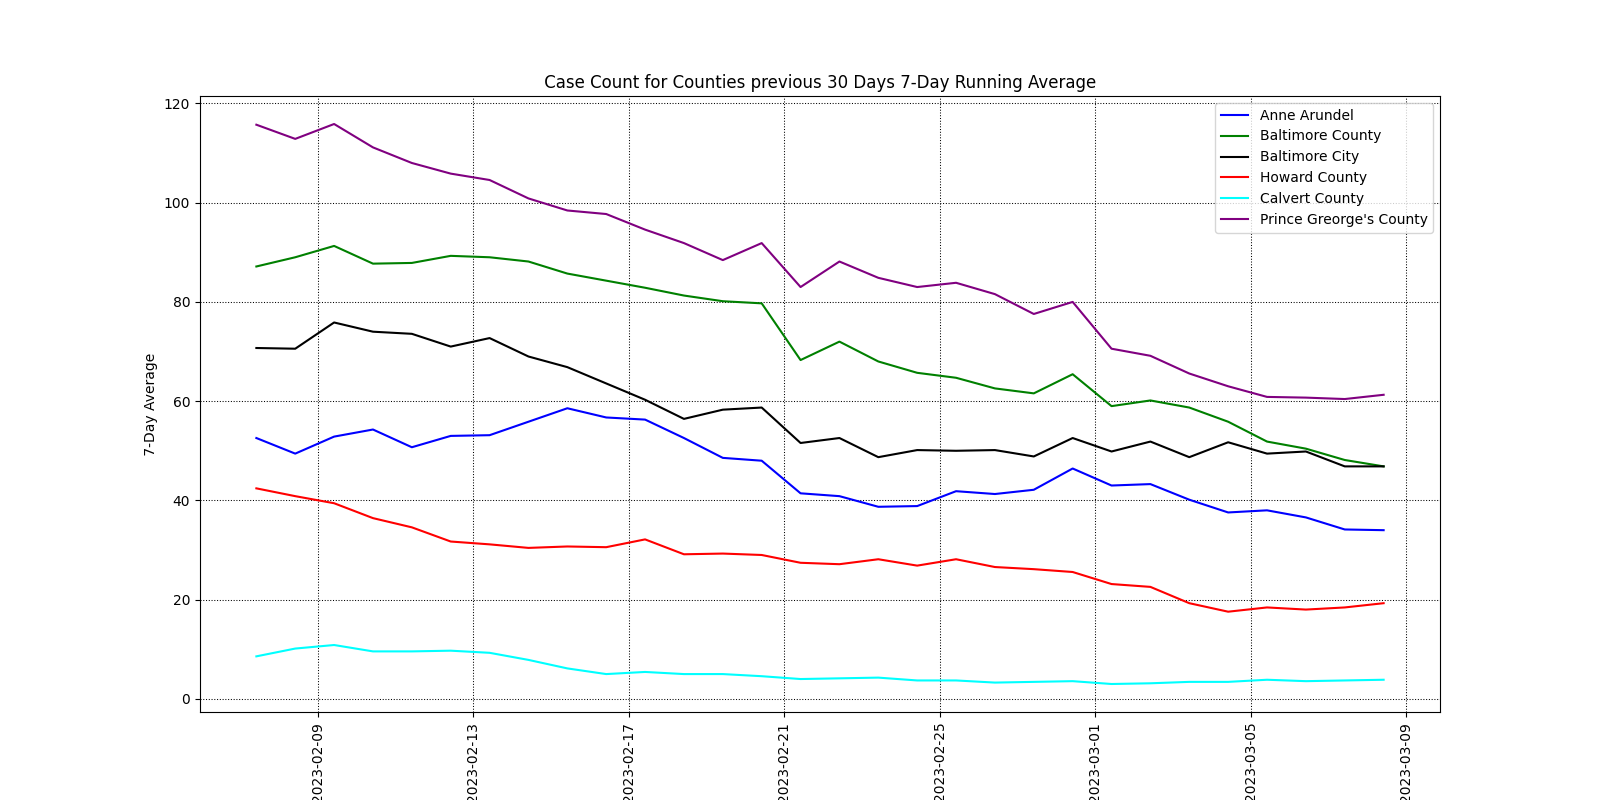 Case Count for Counties previous 30 Days 7-Day Running Average
120
100
80
60
40
20
0
7-Day Average
Anne Arundel
Baltimore County
Baltimore City
Howard County
Calvert County
Prince Greorge's County
2023-02-09
2023-02-13
2023-02-17
2023-02-21
2023-02-25
2023-03-01
2023-03-05
2023-03-09